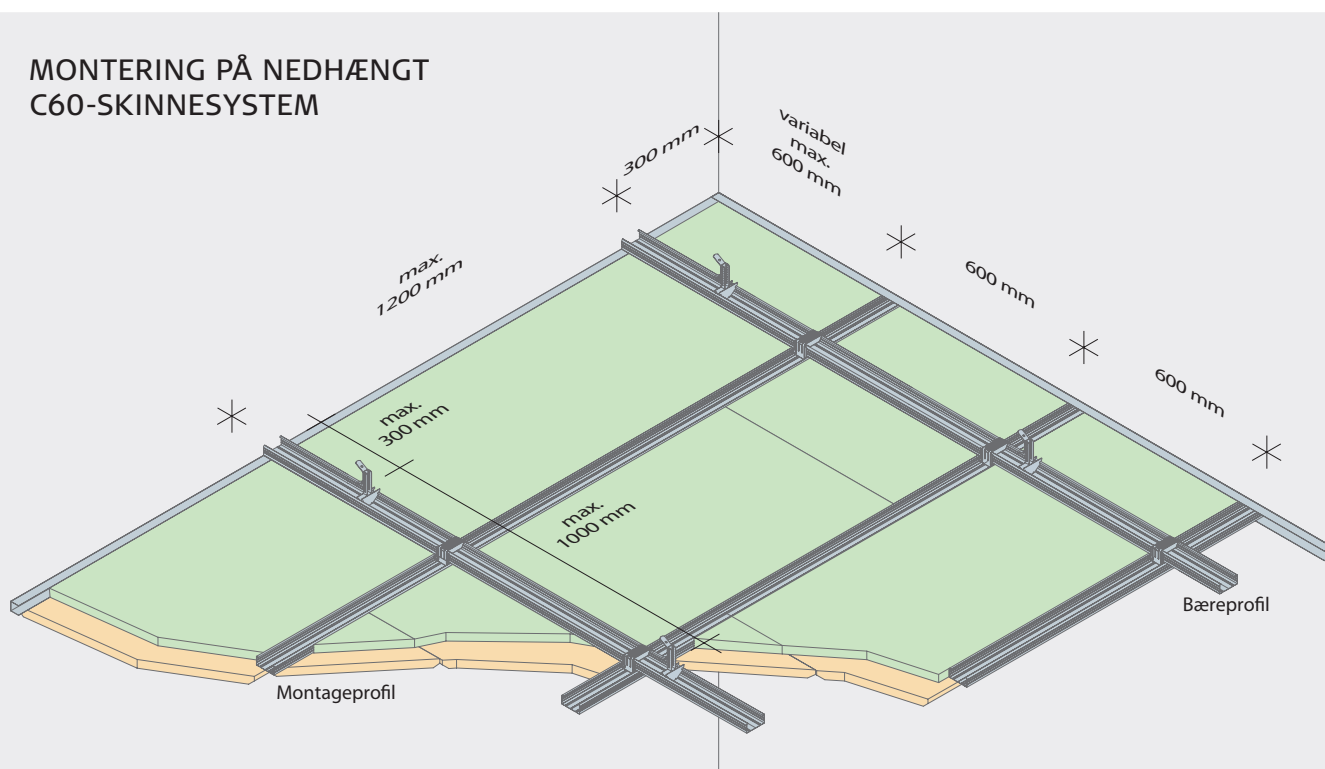 MONTERING PÅ NEDHÆNGT
C60-SKINNESYSTEM
300 mm
variabel
max.
600 mm
max.
1200 mm
600 mm
600 mm
max.
300 mm
max.
1000 mm
Bæreprofil
Montageprofil